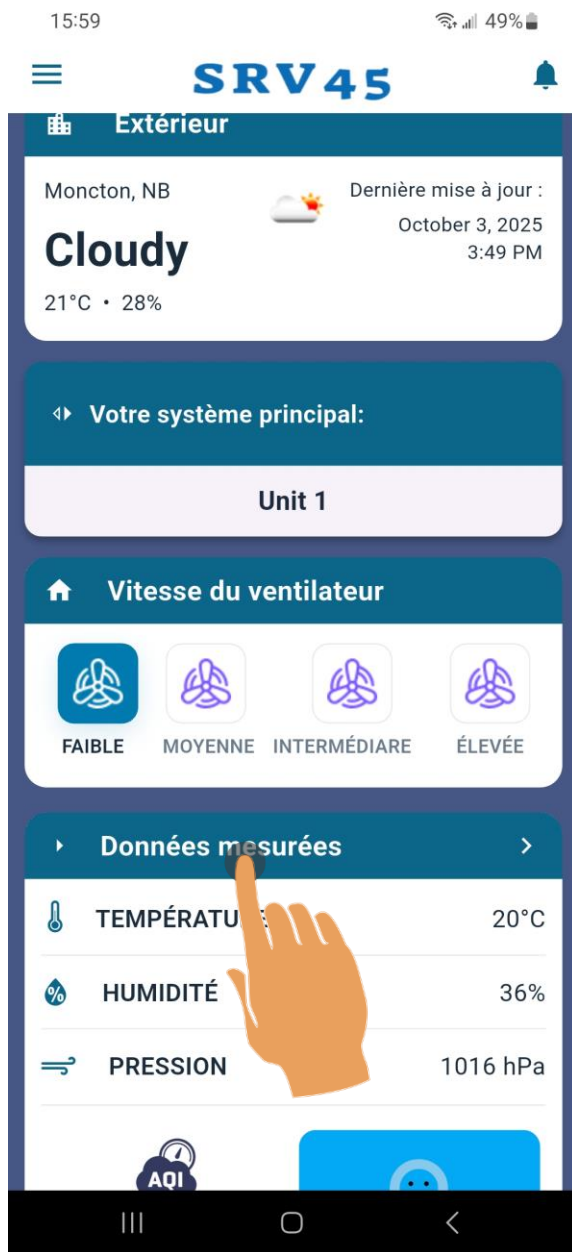 15:59
49%
SRV45
Extérieur
Moncton, NB
Dernière mise à jour :
October 3, 2025
Cloudy
3:49 PM
21°C • 28%
Votre système principal:
Unit 1
Vitesse du ventilateur
FAIBLE MOYENNE INTERMÉDIARE ÉLEVÉE
Données mesurées
20°C
HUMIDITÉ 36%
PRESSION 1016 hPa
AQI